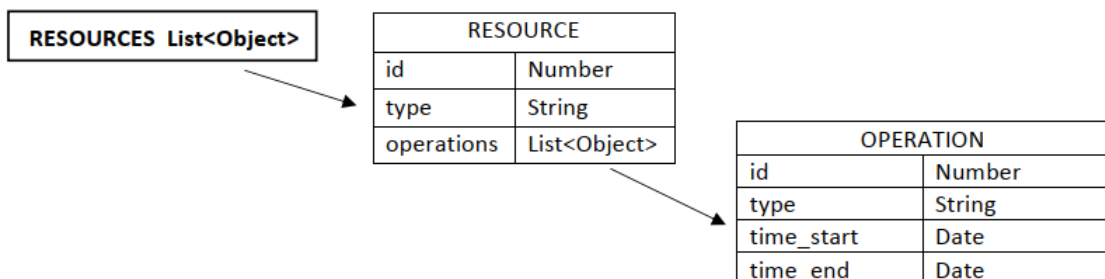 RESOURCES List<Object>
RESOURCE
id Number
type String
operations List<Object>
OPERATION
id Number
type String
time_start Date
time_end Date